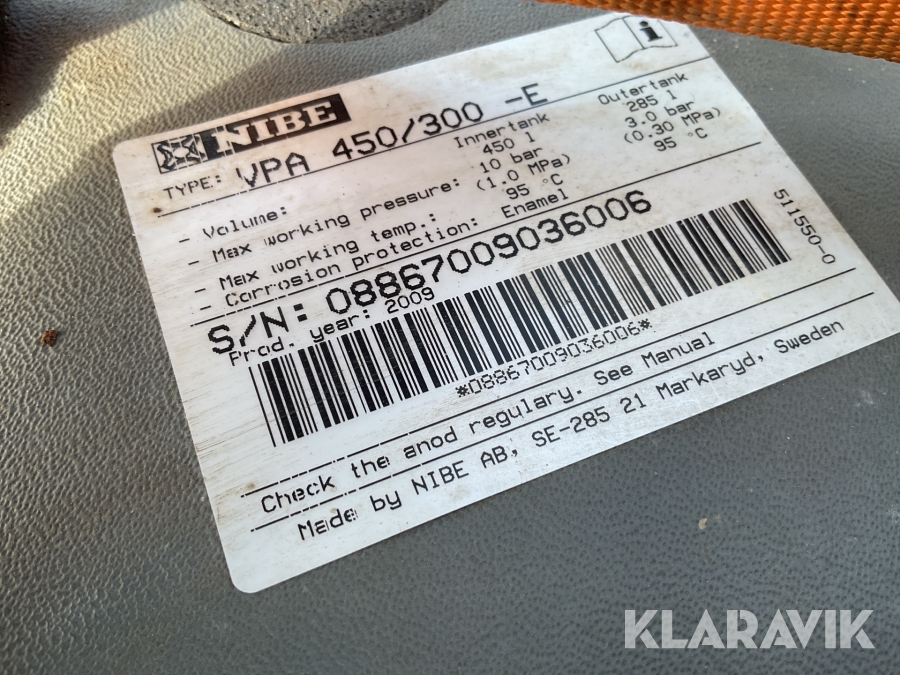 NIBE
TYPE: VPA 450/300 -E
Innertank Outertank
- Volume: 450 l 285 l
- Max working pressure: 10 bar 3.0 bar
(1.0 MPa) (0.30 MPa)
- Max working temp.: 95 °C 95 °C
- Corrosion protection: Enamel
S/N: 08867009036006
Prod. year: 2009
511550-0
*08867009036006*
Check the anod regulary. See Manual
Made by NIBE AB, SE-285 21 Markaryd, Sweden
KLARAVIK